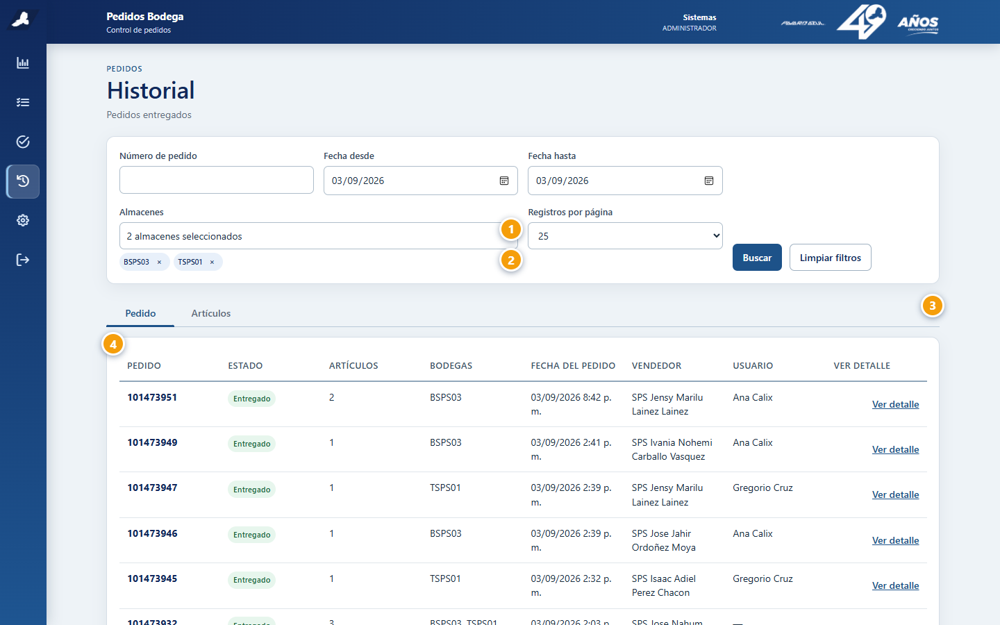 Pedidos Bodega
Control de pedidos
Sistemas
ADMINISTRADOR
49 AÑOS
PEDIDOS
Historial
Pedidos entregados
Número de pedido
Fecha desde
Fecha hasta
03/09/2026
03/09/2026
Almacenes
Registros por página
2 almacenes seleccionados
1
25
BSPS03 ×
TSPS01 ×
2
Buscar
Limpiar filtros
3
Pedido
Artículos
4
PEDIDO ESTADO ARTÍCULOS BODEGAS FECHA DEL PEDIDO VENDEDOR USUARIO VER DETALLE
101473951 Entregado 2 BSPS03 03/09/2026 8:42 p. m. SPS Jensy Marilu Lainez Lainez Ana Calix Ver detalle
101473949 Entregado 1 BSPS03 03/09/2026 2:41 p. m. SPS Ivania Nohemi Carballo Vasquez Ana Calix Ver detalle
101473947 Entregado 1 TSPS01 03/09/2026 2:39 p. m. SPS Jensy Marilu Lainez Lainez Gregorio Cruz Ver detalle
101473946 Entregado 1 BSPS03 03/09/2026 2:39 p. m. SPS Jose Jahir Ordoñez Moya Ana Calix Ver detalle
101473945 Entregado 1 TSPS01 03/09/2026 2:32 p. m. SPS Isaac Adiel Perez Chacon Gregorio Cruz Ver detalle
101473932 Entregado 3 BSPS03, TSPS01 03/09/2026 2:03 p. SPS Jose Nahum —